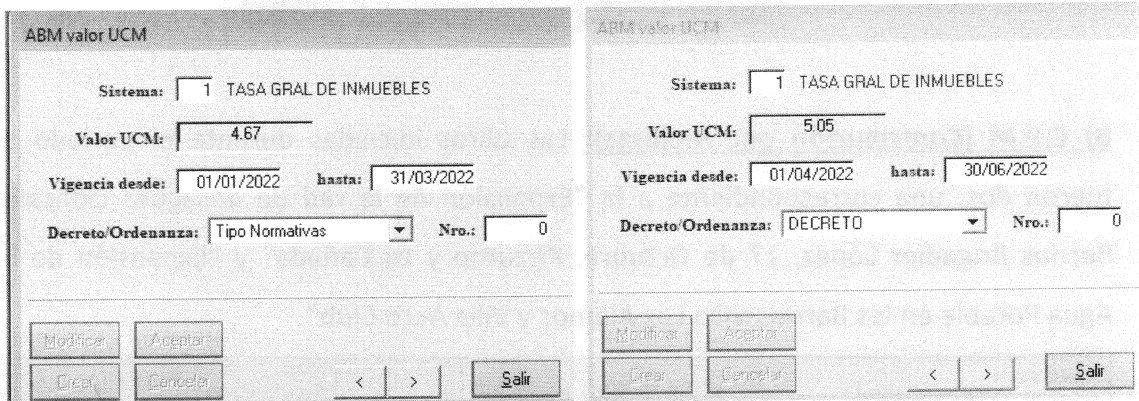 ABM valor UCM
Sistema: 1 TASA GRAL DE INMUEBLES
Valor UCM: 4.67
Vigencia desde: 01/01/2022 hasta: 31/03/2022
Decreto/Ordenanza: Tipo Normativas Nro.: 0
Modificar Aceptar
Crear Cancelar < > Salir
ABM valor UCM
Sistema: 1 TASA GRAL DE INMUEBLES
Valor UCM: 5.05
Vigencia desde: 01/04/2022 hasta: 30/06/2022
Decreto/Ordenanza: DECRETO Nro.: 0
Modificar Aceptar
Crear Cancelar < > Salir